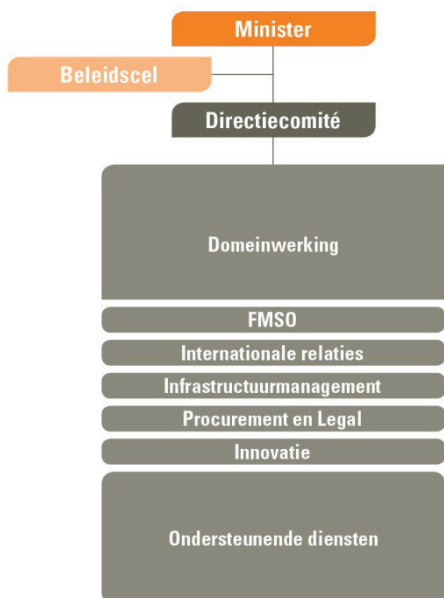 Minister
Beleidscel
Directiecomité
Domeinwerking
FMSO
Internationale relaties
Infrastructuurmanagement
Procurement en Legal
Innovatie
Ondersteunende diensten